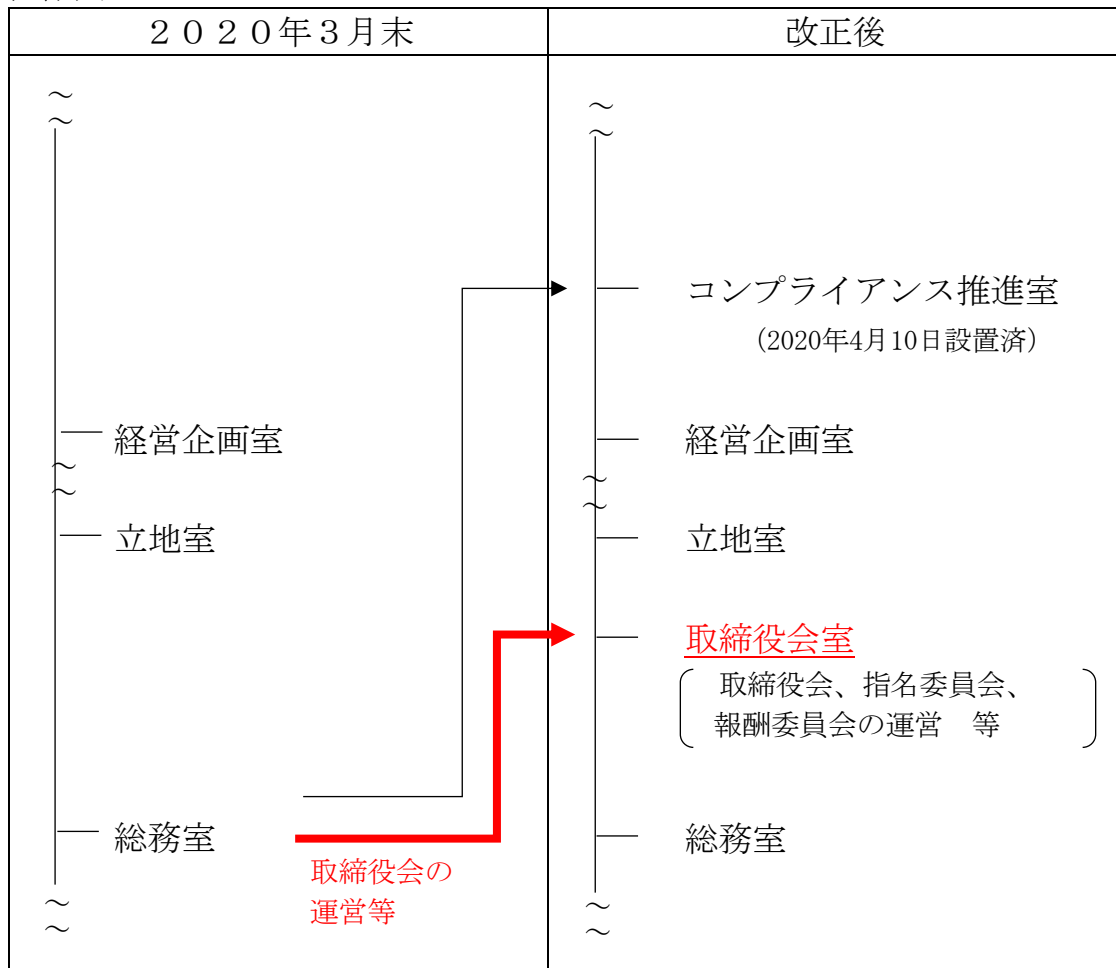 ２０２０年３月末
改正後
経営企画室
立地室
総務室
取締役会の
運営等
コンプライアンス推進室
（2020年4月10日設置済）
経営企画室
立地室
取締役会室
取締役会、指名委員会、
報酬委員会の運営　等
総務室